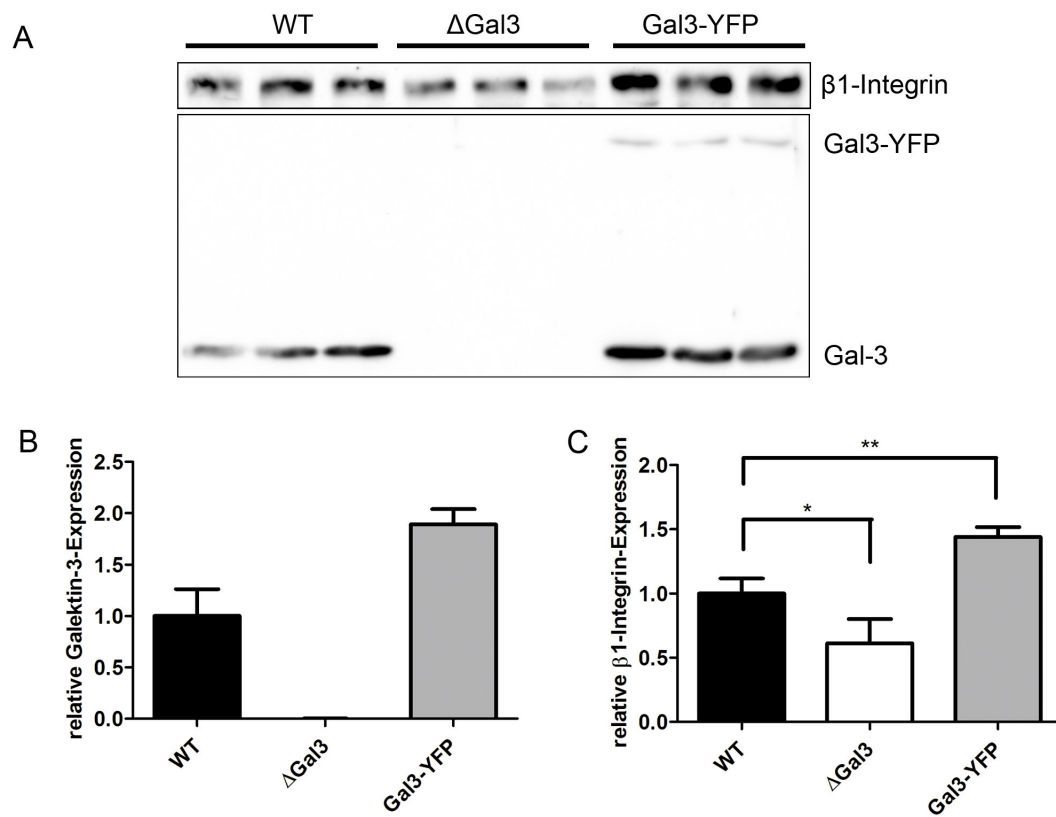 A
WT
ΔGal3
Gal3-YFP
β1-Integrin
Gal3-YFP
Gal-3
B
relative Galektin-3-Expression
2.5
2.0
1.5
1.0
0.5
0.0
WT
ΔGal3
Gal3-YFP
C
relative β1-Integrin-Expression
2.0
1.5
1.0
0.5
0.0
**
*
WT
ΔGal3
Gal3-YFP